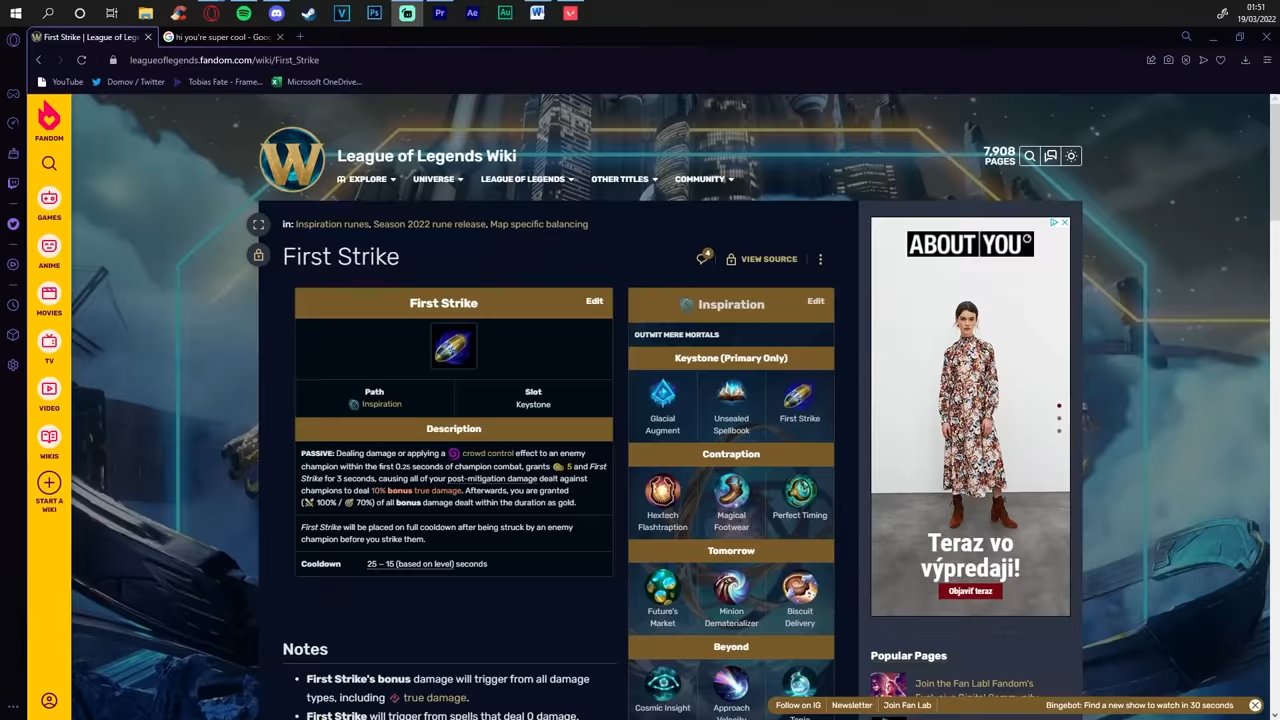 01:51
19/03/2022
First Strike | League of Leg
hi you're super cool - Goo
leagueoflegends.fandom.com/wiki/First_Strike
YouTube
Domov / Twitter
Tobias Fate - Frame...
Microsoft OneDrive...
FANDOM
GAMES
ANIME
MOVIES
TV
VIDEO
WIKIS
START A
WIKI
League of Legends Wiki
EXPLORE
UNIVERSE
LEAGUE OF LEGENDS
OTHER TITLES
COMMUNITY
7,908
PAGES
in: Inspiration runes, Season 2022 rune release, Map specific balancing
First Strike
4
VIEW SOURCE
First Strike
Edit
Path
Inspiration
Slot
Keystone
Description
PASSIVE: Dealing damage or applying a crowd control effect to an enemy
champion within the first 0.25 seconds of champion combat, grants 5 and First
Strike for 3 seconds, causing all of your post-mitigation damage dealt against
champions to deal 10% bonus true damage. Afterwards, you are granted
( 100% / 70%) of all bonus damage dealt within the duration as gold.
First Strike will be placed on full cooldown after being struck by an enemy
champion before you strike them.
Cooldown
25 – 15 (based on level) seconds
Notes
• First Strike's bonus damage will trigger from all damage
types, including true damage.
• First Strike will trigger from spells that deal 0 damage,
Inspiration
Edit
OUTWIT MERE MORTALS
Keystone (Primary Only)
Glacial
Augment
Unsealed
Spellbook
First Strike
Contraption
Hextech
Flashtraption
Magical
Footwear
Perfect Timing
Tomorrow
Future's
Market
Minion
Dematerializer
Biscuit
Delivery
Beyond
Cosmic Insight
Approach
Velocity
ABOUT YOU
Teraz vo
výpredaji!
Objaviť teraz
Popular Pages
Join the Fan Lab! Fandom's
Exclusive Digital Community
Follow on IG
Newsletter
Join Fan Lab
Bingebot: Find a new show to watch in 30 seconds